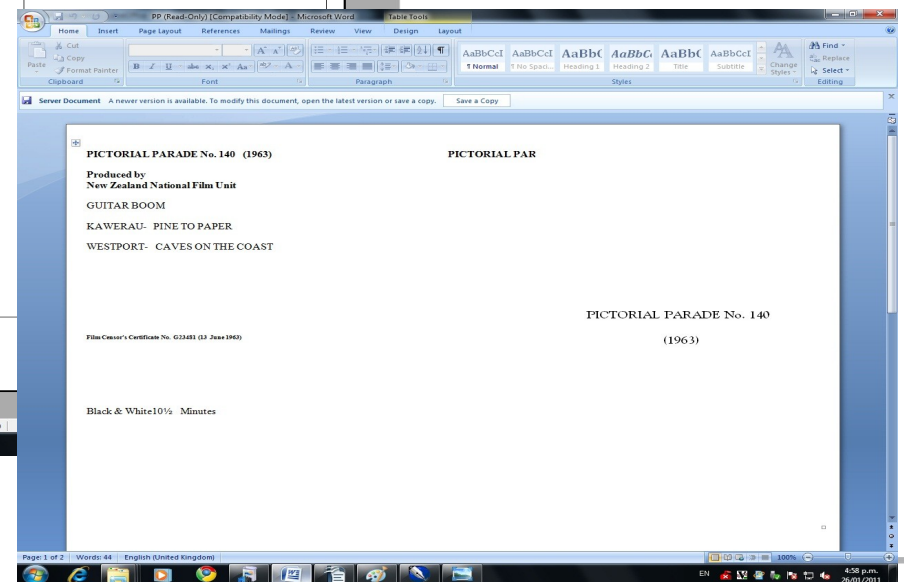 PP (Read-Only) [Compatibility Mode] - Microsoft Word
Table Tools
Home Insert Page Layout References Mailings Review View Design Layout
Cut
Copy
Format Painter
Paste
Clipboard
Font
Paragraph
AaBbCcI AaBbCcI AaBbC AaBbCc AaBbC AaBbCcI
¶ Normal ¶ No Spaci... Heading 1 Heading 2 Title Subtitle
Change Styles
Styles
Find
Replace
Select
Editing
Server Document A newer version is available. To modify this document, open the latest version or save a copy. Save a Copy
PICTORIAL PARADE No. 140 (1963)
PICTORIAL PAR
Produced by
New Zealand National Film Unit
GUITAR BOOM
KAWERAU- PINE TO PAPER
WESTPORT- CAVES ON THE COAST
PICTORIAL PARADE No. 140
(1963)
Film Censor's Certificate No. G23481 (13 June 1963)
Black & White10½ Minutes
Page: 1 of 2 Words: 44 English (United Kingdom)
100%
EN
4:58 p.m.
26/01/2011